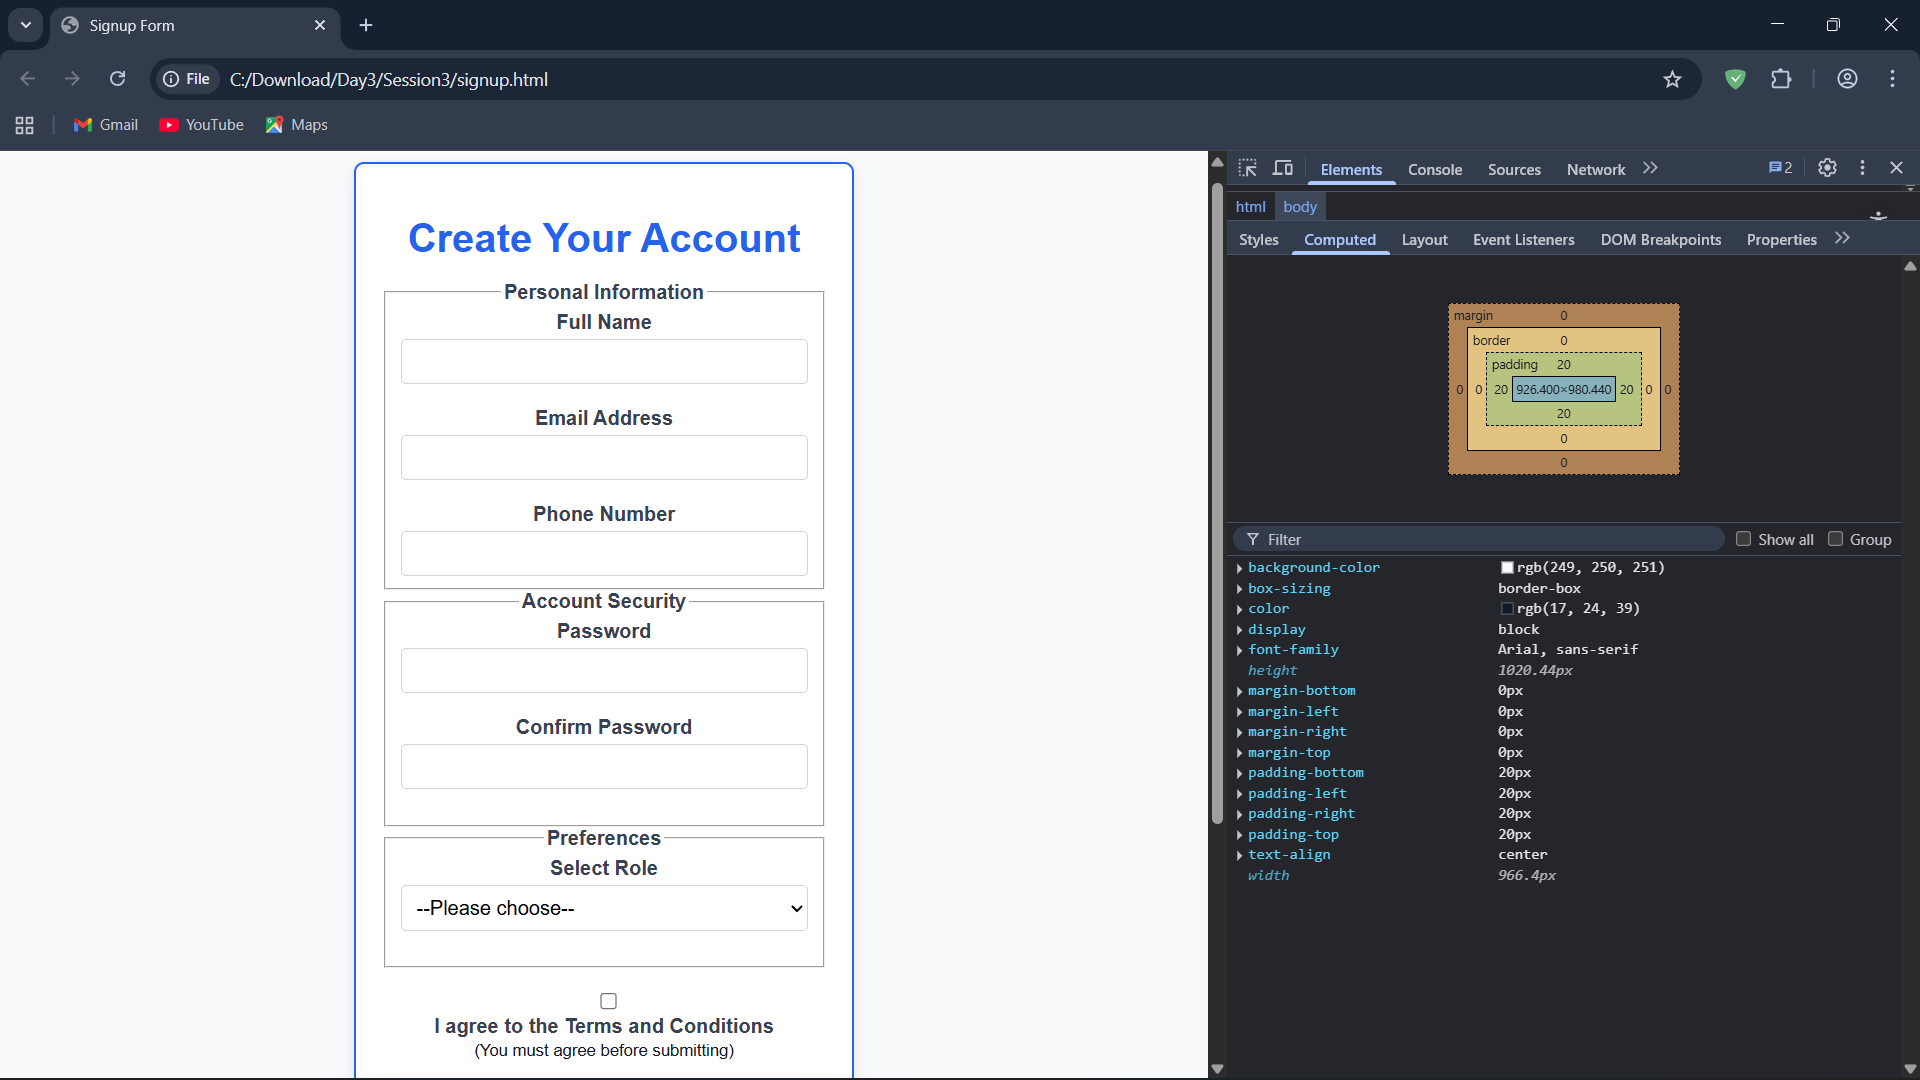 Signup Form
File C:/Download/Day3/Session3/signup.html
Gmail YouTube Maps
Create Your Account
Personal Information
Full Name
Email Address
Phone Number
Account Security
Password
Confirm Password
Preferences
Select Role
--Please choose--
I agree to the Terms and Conditions
(You must agree before submitting)
Elements Console Sources Network 2
html body
Styles Computed Layout Event Listeners DOM Breakpoints Properties
margin 0
border 0
padding 20
0 0 20 926.400×980.440 20 0 0
20
0
0
Filter Show all Group
background-color rgb(249, 250, 251)
box-sizing border-box
color rgb(17, 24, 39)
display block
font-family Arial, sans-serif
height 1020.44px
margin-bottom 0px
margin-left 0px
margin-right 0px
margin-top 0px
padding-bottom 20px
padding-left 20px
padding-right 20px
padding-top 20px
text-align center
width 966.4px